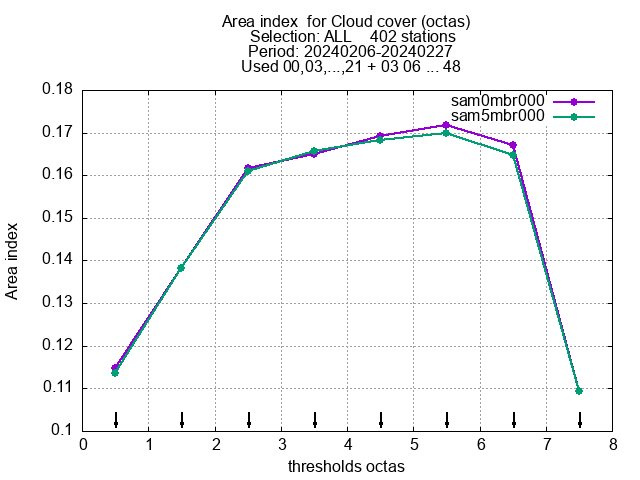 Area index  for Cloud cover (octas)
Selection: ALL    402 stations
Period: 20240206-20240227
Used 00,03,...,21 + 03 06 ... 48
sam0mbr000
sam5mbr000
0.18
0.17
0.16
0.15
0.14
0.13
0.12
0.11
0.1
Area index
0 1 2 3 4 5 6 7 8
thresholds octas